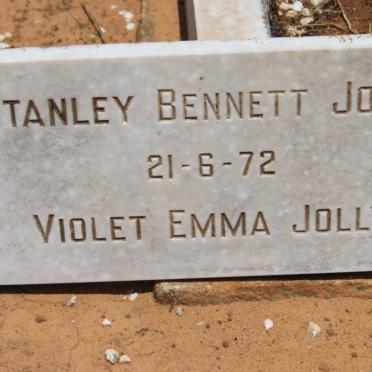 TANLEY BENNETT JO
21-6-72
VIOLET EMMA JOLL